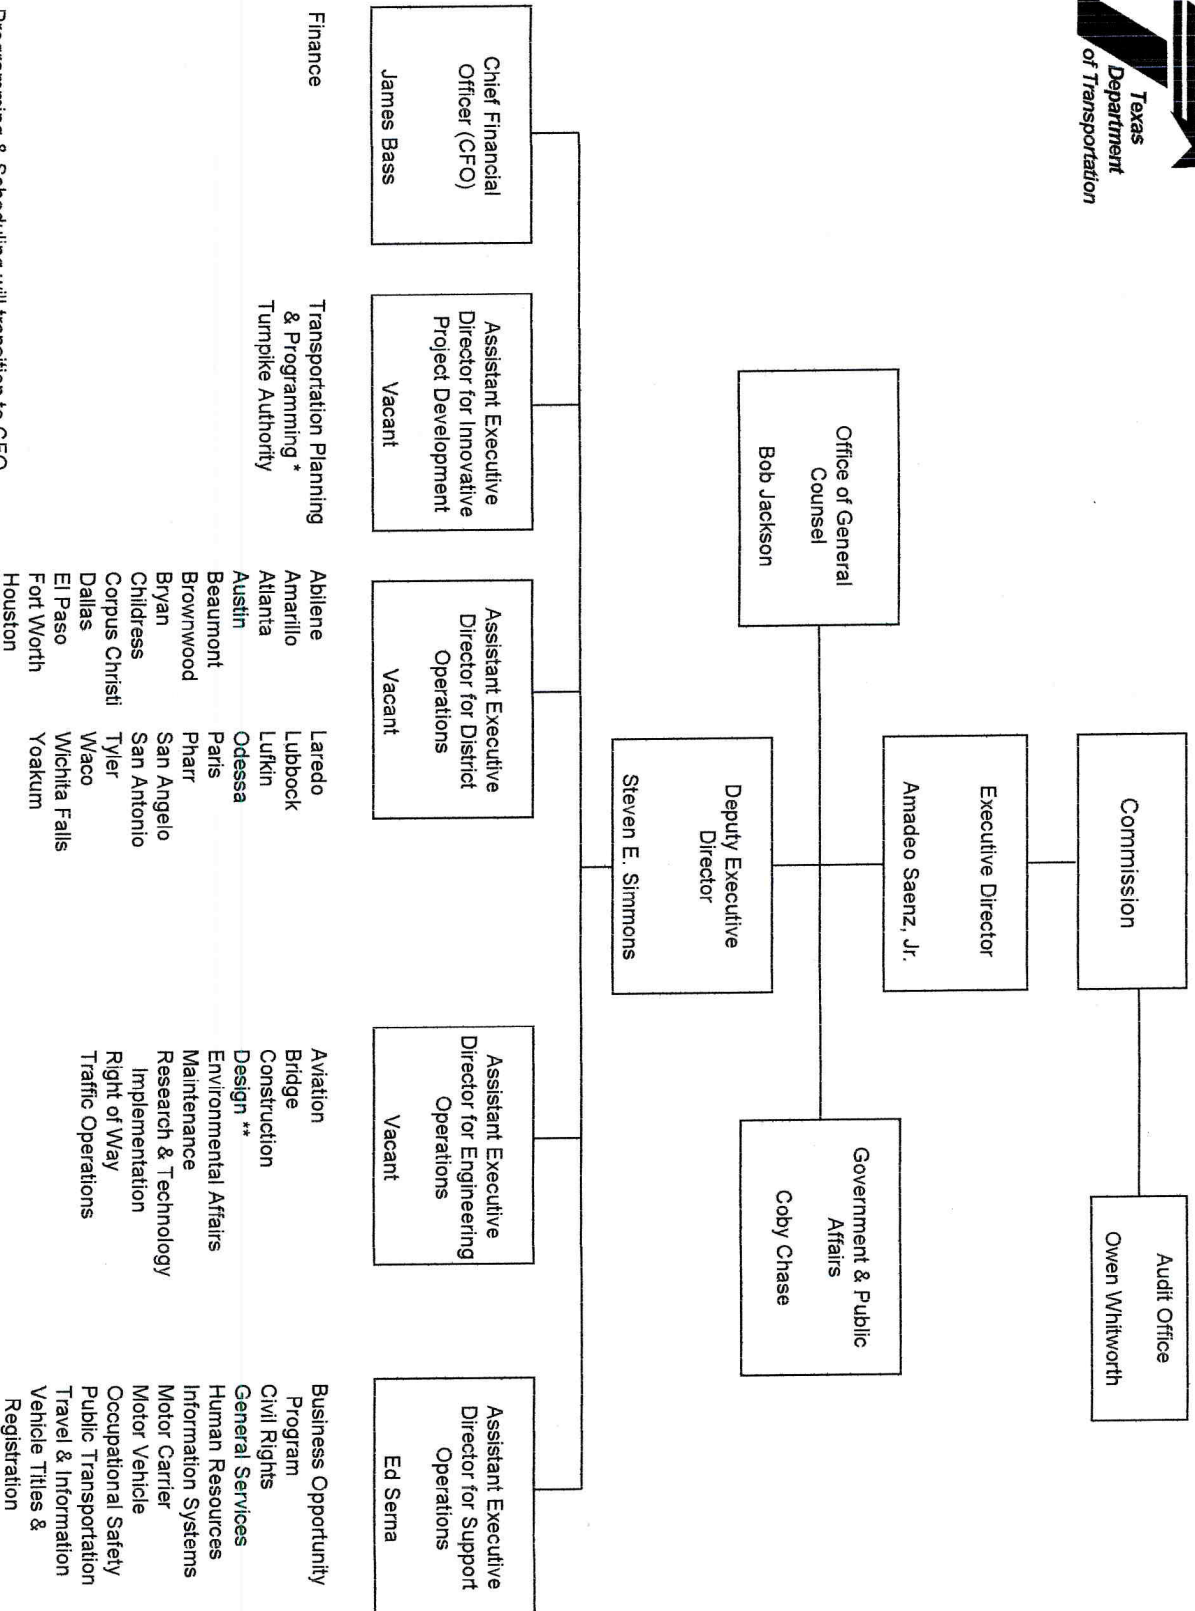 Texas
Department
of Transportation
Commission
Audit Office
Owen Whitworth
Executive Director
Amadeo Saenz, Jr.
Office of General
Counsel
Bob Jackson
Government & Public
Affairs
Coby Chase
Deputy Executive
Director
Steven E. Simmons
Chief Financial
Officer (CFO)
James Bass
Finance
Assistant Executive
Director for Innovative
Project Development
Vacant
Transportation Planning
& Programming *
Turnpike Authority
Assistant Executive
Director for District
Operations
Vacant
Abilene
Amarillo
Atlanta
Austin
Beaumont
Brownwood
Bryan
Childress
Corpus Christi
Dallas
El Paso
Fort Worth
Houston
Laredo
Lubbock
Lufkin
Odessa
Paris
Pharr
San Angelo
San Antonio
Tyler
Waco
Wichita Falls
Yoakum
Assistant Executive
Director for Engineering
Operations
Vacant
Aviation
Bridge
Construction
Design **
Environmental Affairs
Maintenance
Research & Technology
Implementation
Right of Way
Traffic Operations
Assistant Executive
Director for Support
Operations
Ed Serna
Business Opportunity
Program
Civil Rights
General Services
Human Resources
Information Systems
Motor Carrier
Motor Vehicle
Occupational Safety
Public Transportation
Travel & Information
Vehicle Titles &
Registration
Programming & Scheduling will transition to CFO